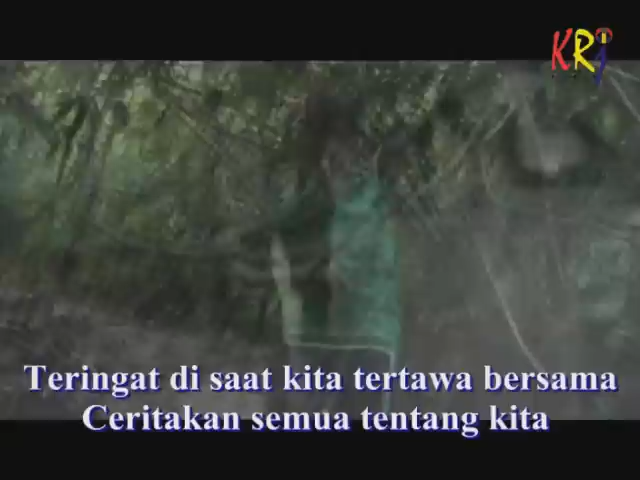 KRI
Teringat di saat kita tertawa bersama
Ceritakan semua tentang kita